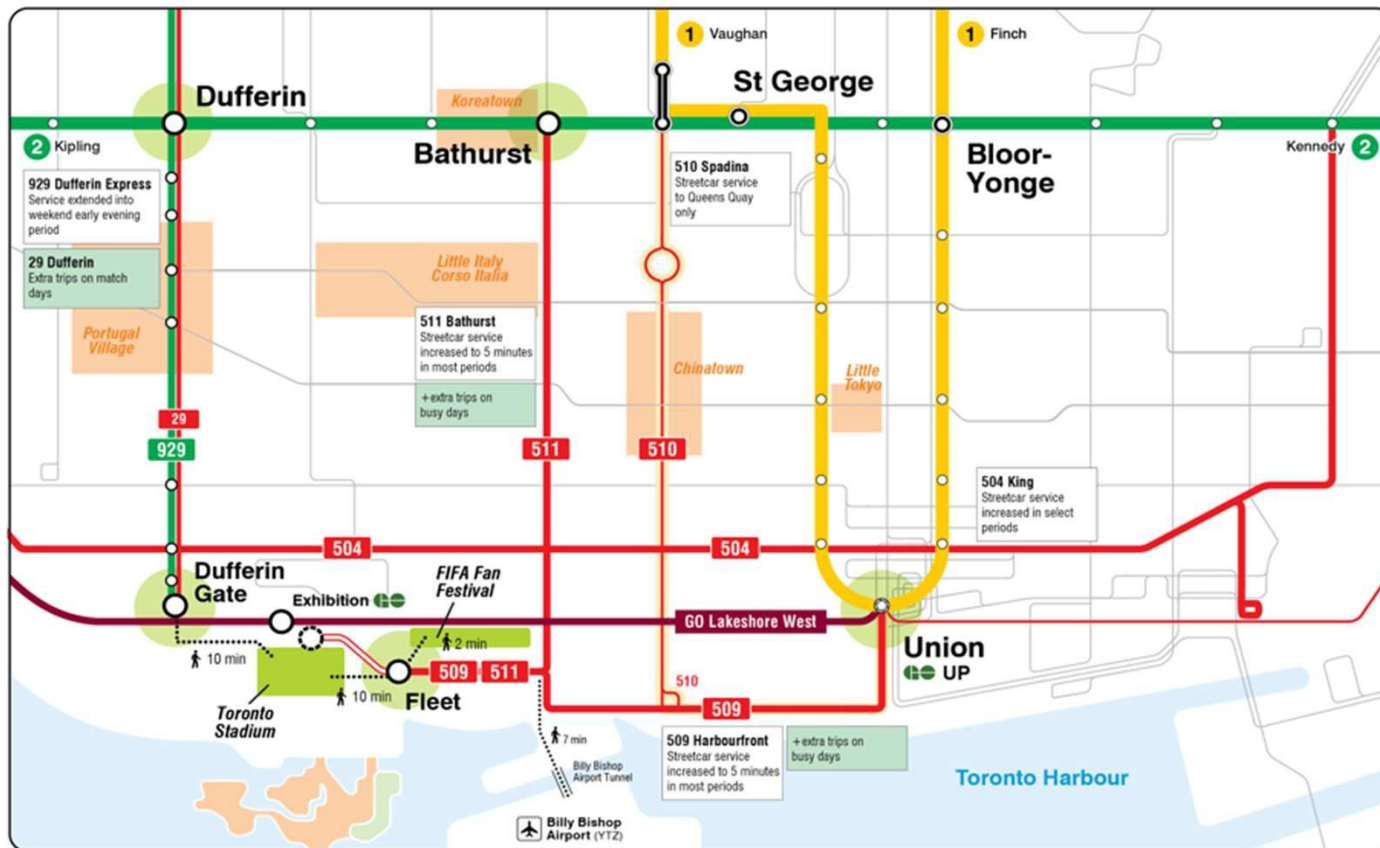 1 Vaughan
1 Finch
St George
Dufferin
Koreatown
2 Kipling
Bathurst
Bloor-
Yonge
Kennedy 2
929 Dufferin Express
Service extended into
weekend early evening
period
29 Dufferin
Extra trips on match
days
510 Spadina
Streetcar service
to Queens Quay
only
Little Italy
Corso Italia
Portugal
Village
511 Bathurst
Streetcar service
increased to 5 minutes
in most periods
+extra trips on
busy days
Chinatown
Little
Tokyo
29
929
511
510
504 King
Streetcar service
increased in select
periods
504
504
Dufferin
Gate
Exhibition GO
FIFA Fan
Festival
GO Lakeshore West
10 min
2 min
Union
GO UP
509
511
10 min
Fleet
Toronto
Stadium
510
509
7 min
Billy Bishop
Airport Tunnel
509 Harbourfront
Streetcar service
increased to 5 minutes
in most periods
+extra trips on
busy days
Toronto Harbour
Billy Bishop
Airport (YTZ)